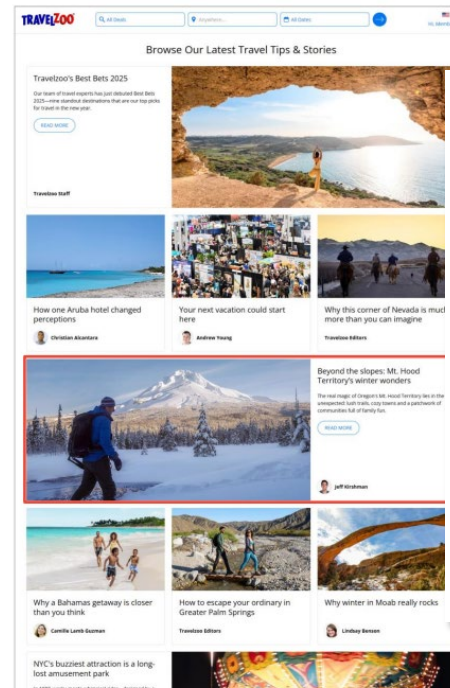 TRAVELZOO
All Deals
Anywhere...
All Dates
Browse Our Latest Travel Tips & Stories
Travelzoo's Best Bets 2025
Our team of travel experts has just debuted Best Bets
2025—nine standout destinations that are our top picks
for travel in the new year.
READ MORE
Travelzoo Staff
How one Aruba hotel changed
perceptions
Christian Alcantara
Your next vacation could start
here
Andrew Young
Why this corner of Nevada is much
more than you can imagine
Travelzoo Editors
Beyond the slopes: Mt. Hood
Territory's winter wonders
The real magic of Oregon's Mt. Hood Territory lies in the
unexpected: lush trails, cozy towns and a patchwork of
communities full of family fun.
READ MORE
Jeff Kirshman
Why a Bahamas getaway is closer
than you think
Camille Lamb Guzman
How to escape your ordinary in
Greater Palm Springs
Travelzoo Editors
Why winter in Moab really rocks
Lindsay Benson
NYC's buzziest attraction is a long-
lost amusement park